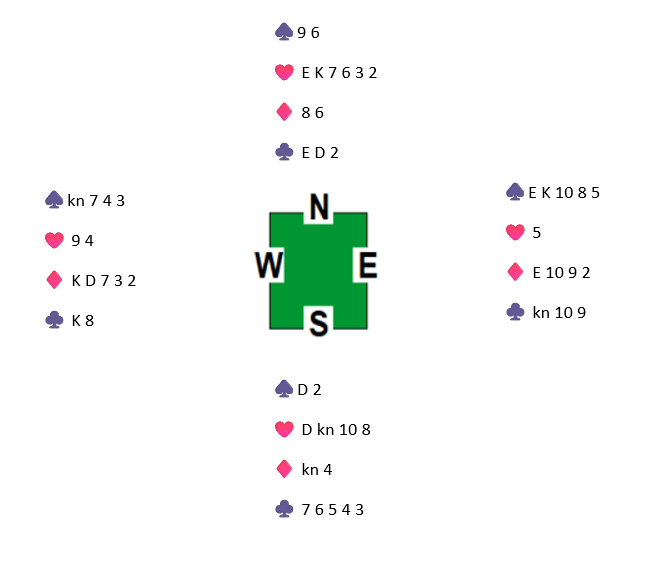 ♠ 9 6
♥ E K 7 6 3 2
♦ 8 6
♣ E D 2
♠ kn 7 4 3
♥ 9 4
♦ K D 7 3 2
♣ K 8
N
W E
S
♠ E K 10 8 5
♥ 5
♦ E 10 9 2
♣ kn 10 9
♠ D 2
♥ D kn 10 8
♦ kn 4
♣ 7 6 5 4 3